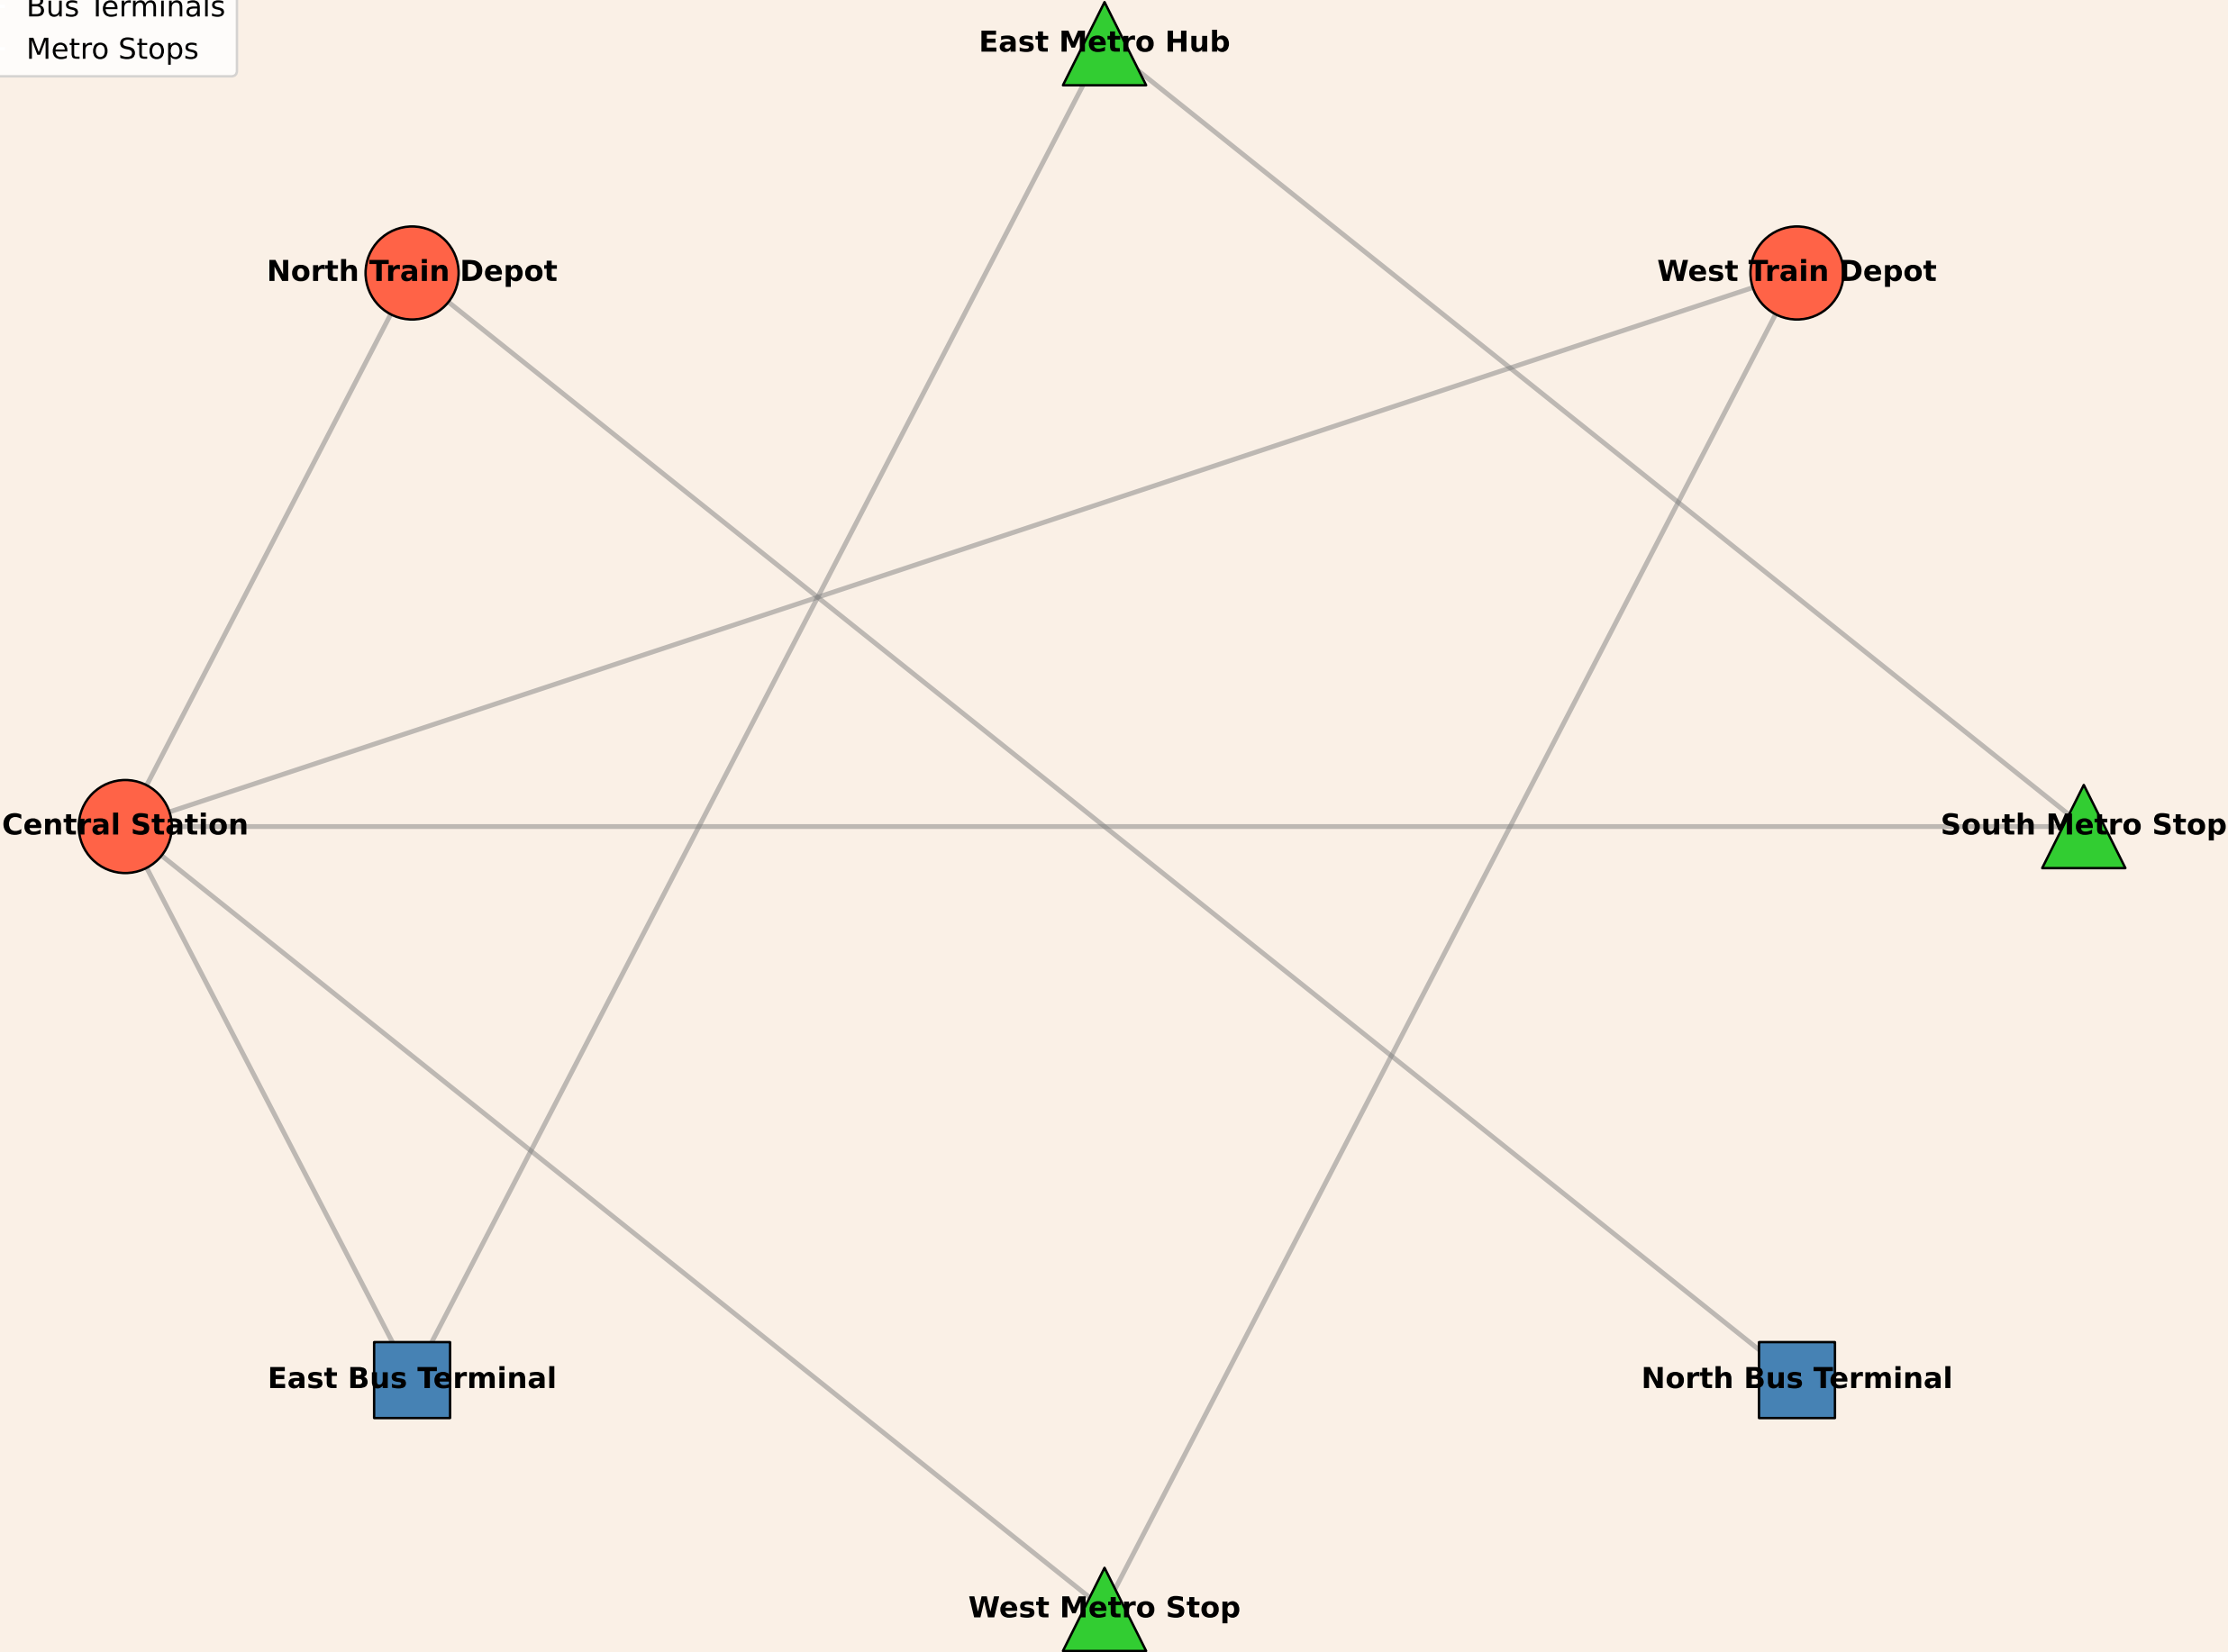 Bus Terminals
Metro Stops
East Metro Hub
North Train Depot
West Train Depot
Central Station
South Metro Stop
East Bus Terminal
North Bus Terminal
West Metro Stop